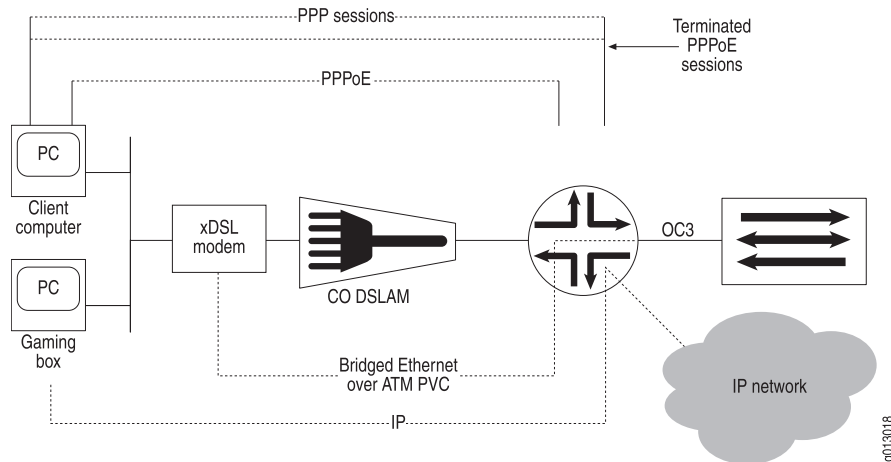 PPP sessions
Terminated
PPPoE
sessions
PPPoE
PC
Client
computer
xDSL
modem
CO DSLAM
OC3
PC
Gaming
box
Bridged Ethernet
over ATM PVC
IP network
IP
g013018